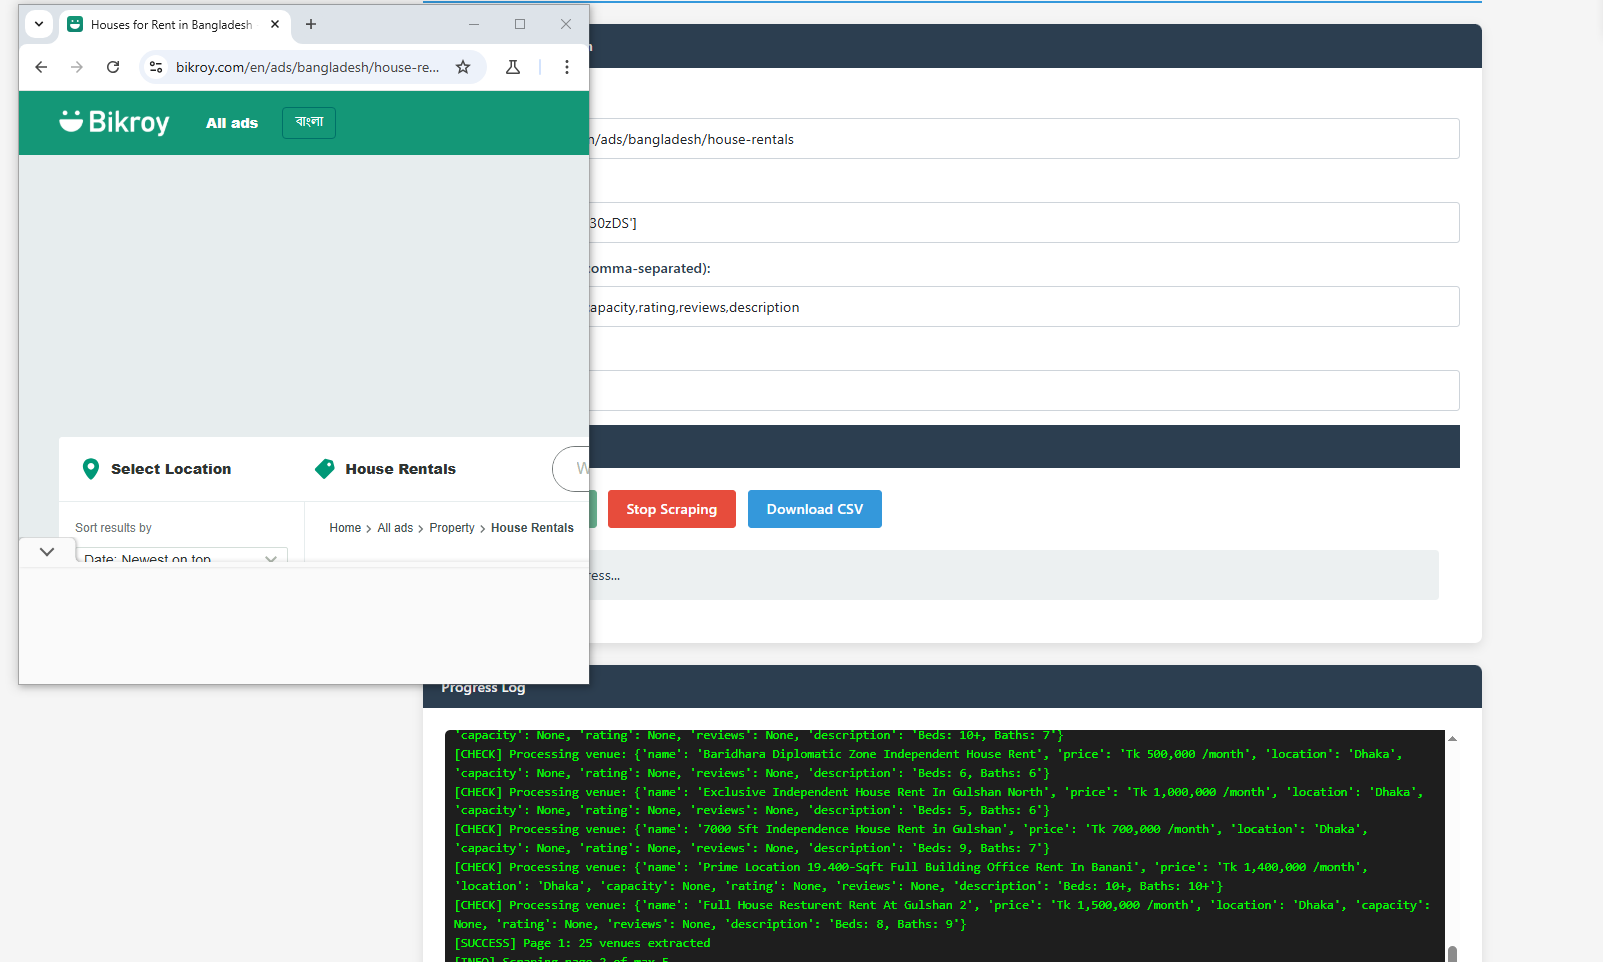 Houses for Rent in Bangladesh
bikroy.com/en/ads/bangladesh/house-re...
Bikroy
All ads
বাংলা
Select Location
House Rentals
W
Sort results by
Home > All ads > Property > House Rentals
Date: Newest on top
n/ads/bangladesh/house-rentals
30zDS']
comma-separated):
capacity,rating,reviews,description
Stop Scraping
Download CSV
ress...
Progress Log
'capacity': None, 'rating': None, 'reviews': None, 'description': 'Beds: 10+, Baths: 7'}
[CHECK] Processing venue: {'name': 'Baridhara Diplomatic Zone Independent House Rent', 'price': 'Tk 500,000 /month', 'location': 'Dhaka',
'capacity': None, 'rating': None, 'reviews': None, 'description': 'Beds: 6, Baths: 6'}
[CHECK] Processing venue: {'name': 'Exclusive Independent House Rent In Gulshan North', 'price': 'Tk 1,000,000 /month', 'location': 'Dhaka',
'capacity': None, 'rating': None, 'reviews': None, 'description': 'Beds: 5, Baths: 6'}
[CHECK] Processing venue: {'name': '7000 Sft Independence House Rent in Gulshan', 'price': 'Tk 700,000 /month', 'location': 'Dhaka',
'capacity': None, 'rating': None, 'reviews': None, 'description': 'Beds: 9, Baths: 7'}
[CHECK] Processing venue: {'name': 'Prime Location 19.400-Sqft Full Building Office Rent In Banani', 'price': 'Tk 1,400,000 /month',
'location': 'Dhaka', 'capacity': None, 'rating': None, 'reviews': None, 'description': 'Beds: 10+, Baths: 10+'}
[CHECK] Processing venue: {'name': 'Full House Resturent Rent At Gulshan 2', 'price': 'Tk 1,500,000 /month', 'location': 'Dhaka', 'capacity':
None, 'rating': None, 'reviews': None, 'description': 'Beds: 8, Baths: 9'}
[SUCCESS] Page 1: 25 venues extracted
[INFO] Scraping page 2 of max 5